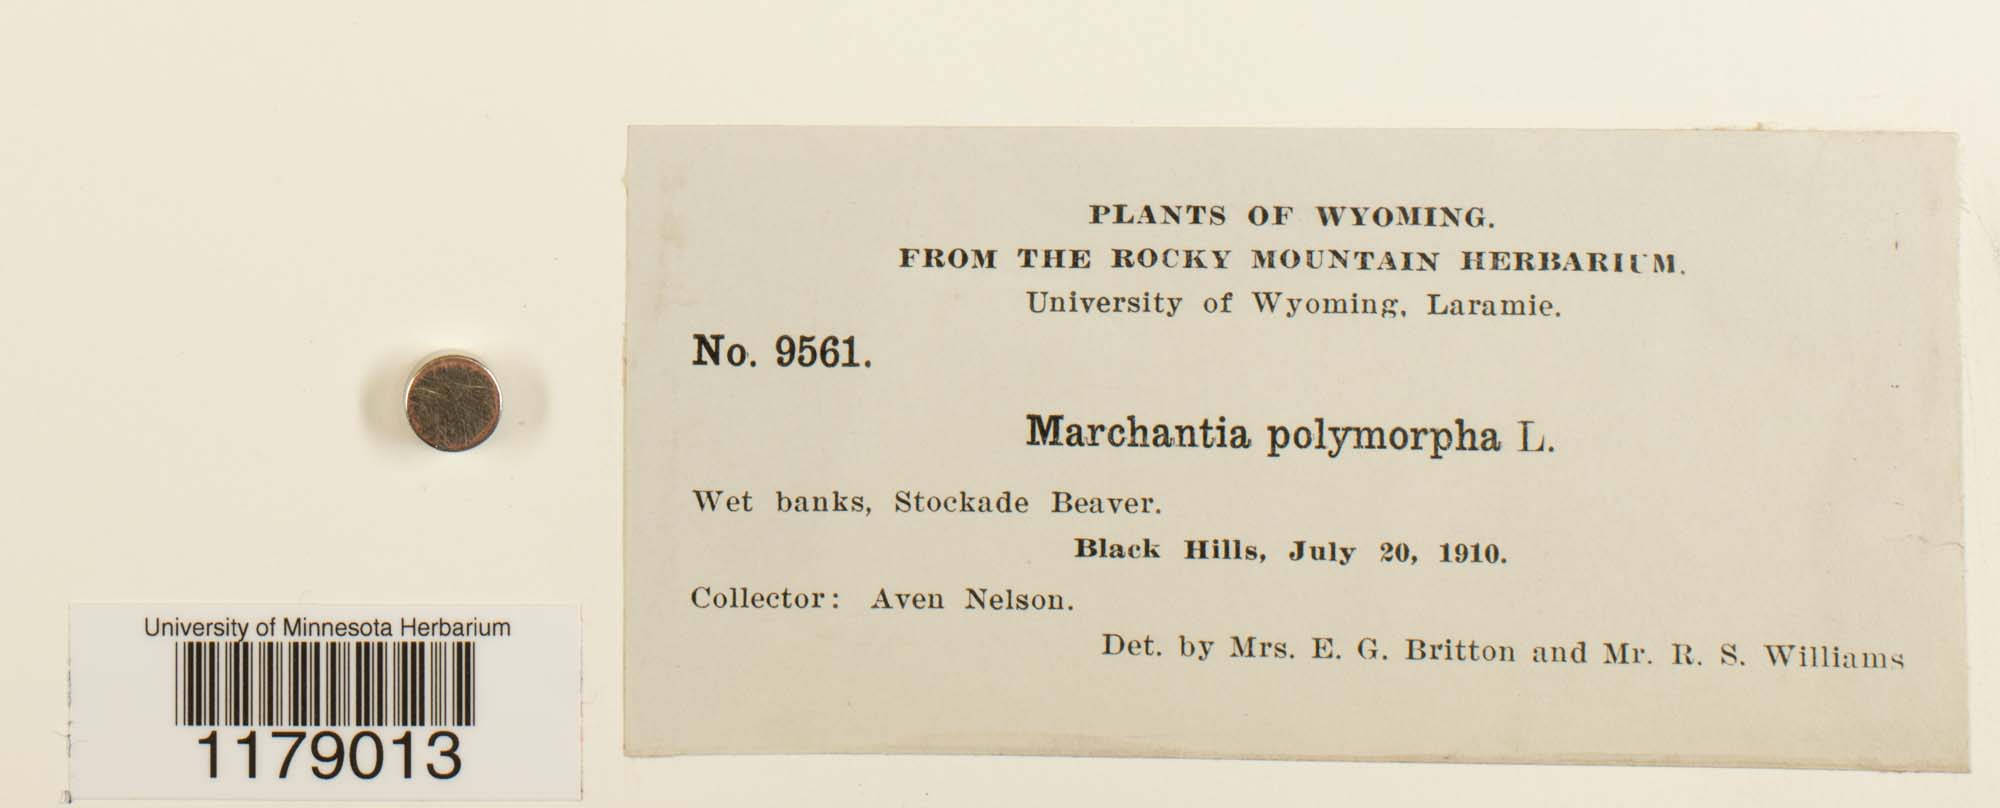 PLANTS OF WYOMING.
FROM THE ROCKY MOUNTAIN HERBARIUM.
University of Wyoming, Laramie.
No. 9561.
Marchantia polymorpha L.
Wet banks, Stockade Beaver.
Black Hills, July 20, 1910.
Collector: Aven Nelson.
Det. by Mrs. E. G. Britton and Mr. R. S. Williams
University of Minnesota Herbarium
1179013